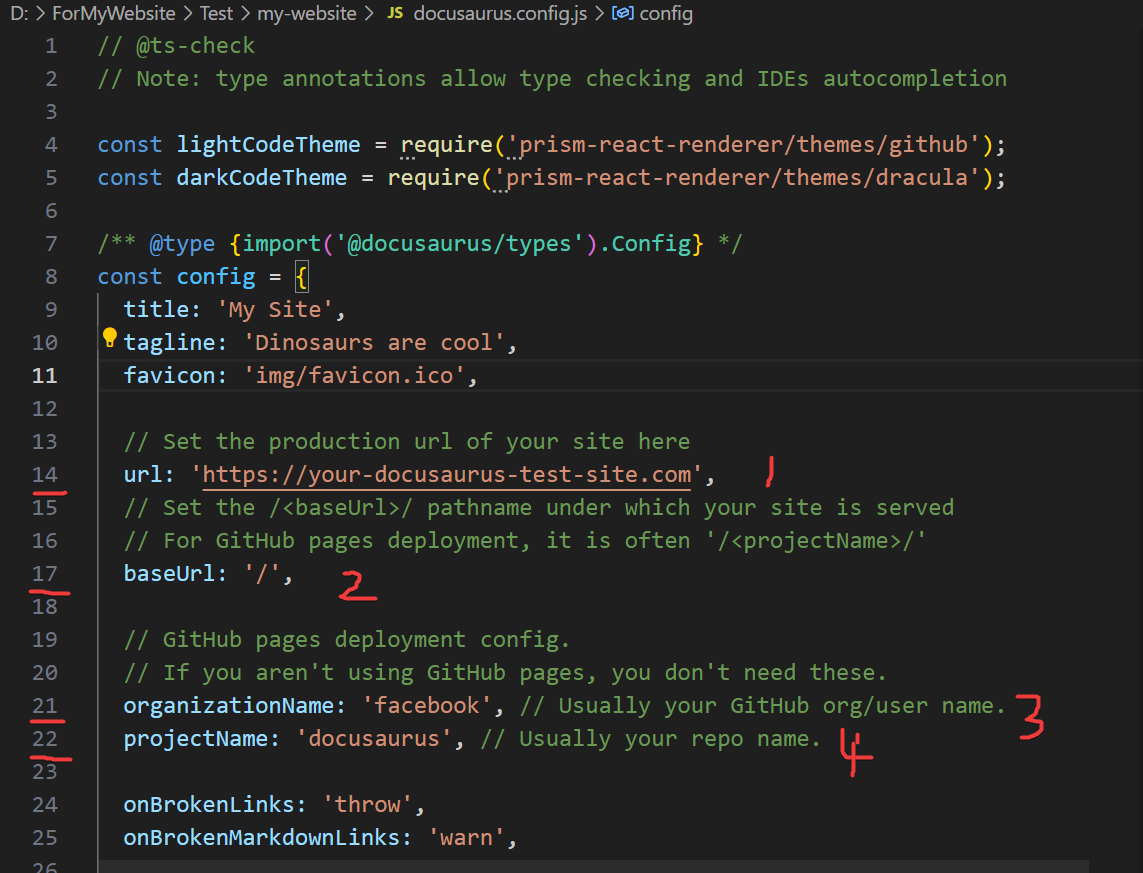 D: > ForMyWebsite > Test > my-website > JS docusaurus.config.js > config
1 // @ts-check
2 // Note: type annotations allow type checking and IDEs autocompletion
3
4 const lightCodeTheme = require('prism-react-renderer/themes/github');
5 const darkCodeTheme = require('prism-react-renderer/themes/dracula');
6
7 /** @type {import('@docusaurus/types').Config} */
8 const config = {
9 title: 'My Site',
10 tagline: 'Dinosaurs are cool',
11 favicon: 'img/favicon.ico',
12
13 // Set the production url of your site here
14 url: 'https://your-docusaurus-test-site.com', 1
15 // Set the /<baseUrl>/ pathname under which your site is served
16 // For GitHub pages deployment, it is often '/<projectName>/'
17 baseUrl: '/', 2
18
19 // GitHub pages deployment config.
20 // If you aren't using GitHub pages, you don't need these.
21 organizationName: 'facebook', // Usually your GitHub org/user name. 3
22 projectName: 'docusaurus', // Usually your repo name. 4
23
24 onBrokenLinks: 'throw',
25 onBrokenMarkdownLinks: 'warn',
26